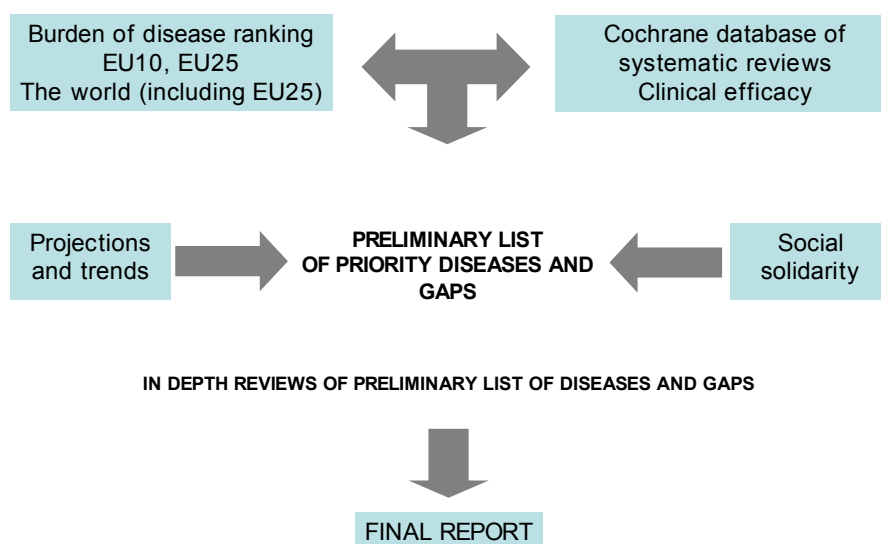 Burden of disease ranking
EU10, EU25
The world (including EU25)
Cochrane database of
systematic reviews
Clinical efficacy
Projections
and trends
PRELIMINARY LIST
OF PRIORITY DISEASES AND
GAPS
Social
solidarity
IN DEPTH REVIEWS OF PRELIMINARY LIST OF DISEASES AND GAPS
FINAL REPORT